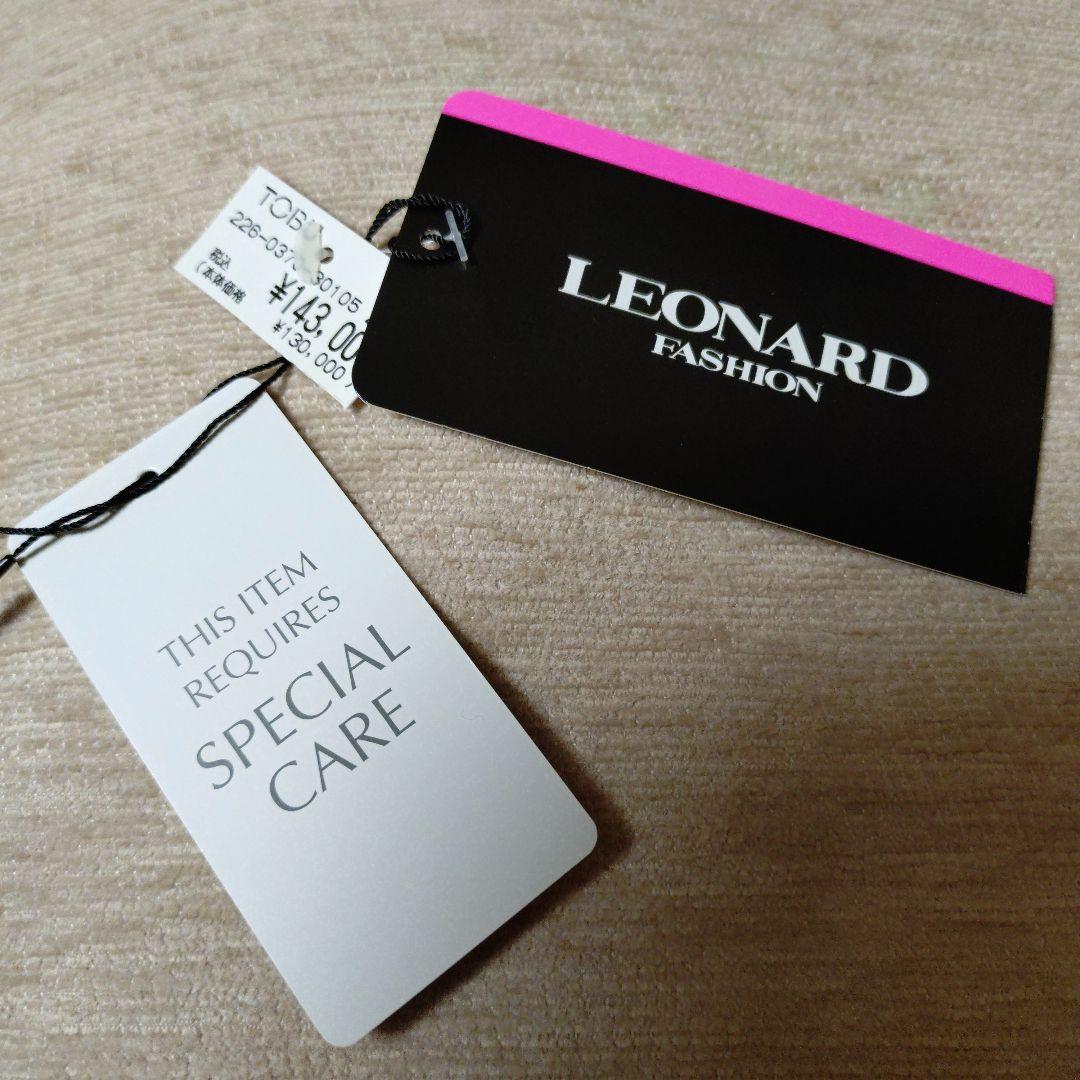 226-037
30105
税込
¥143,00
(本体価格
¥130,000)
LEONARD
FASHION
THIS ITEM
REQUIRES
SPECIAL
CARE